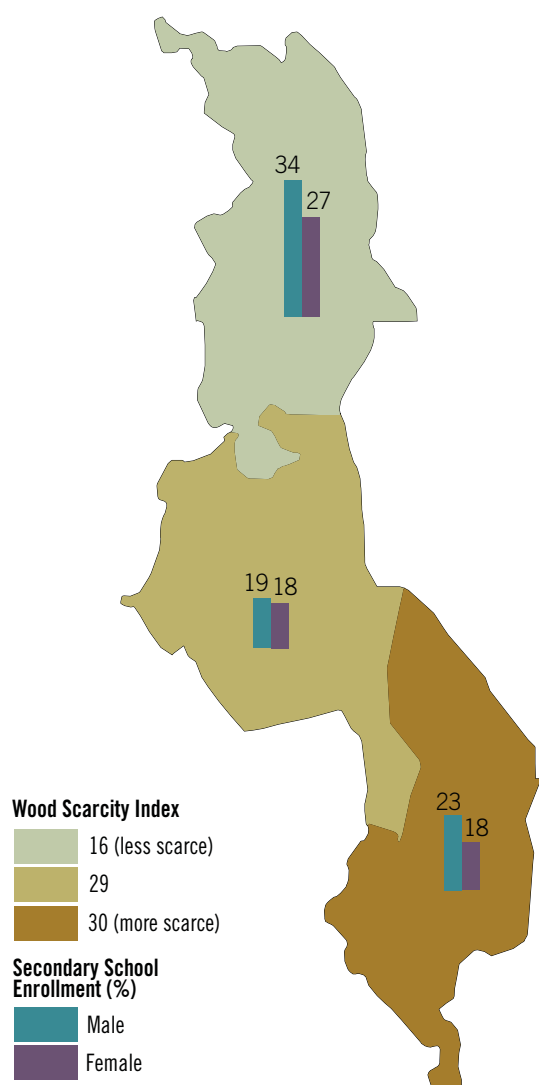 34
27
19 18
23
18
Wood Scarcity Index
16 (less scarce)
29
30 (more scarce)
Secondary School
Enrollment (%)
Male
Female